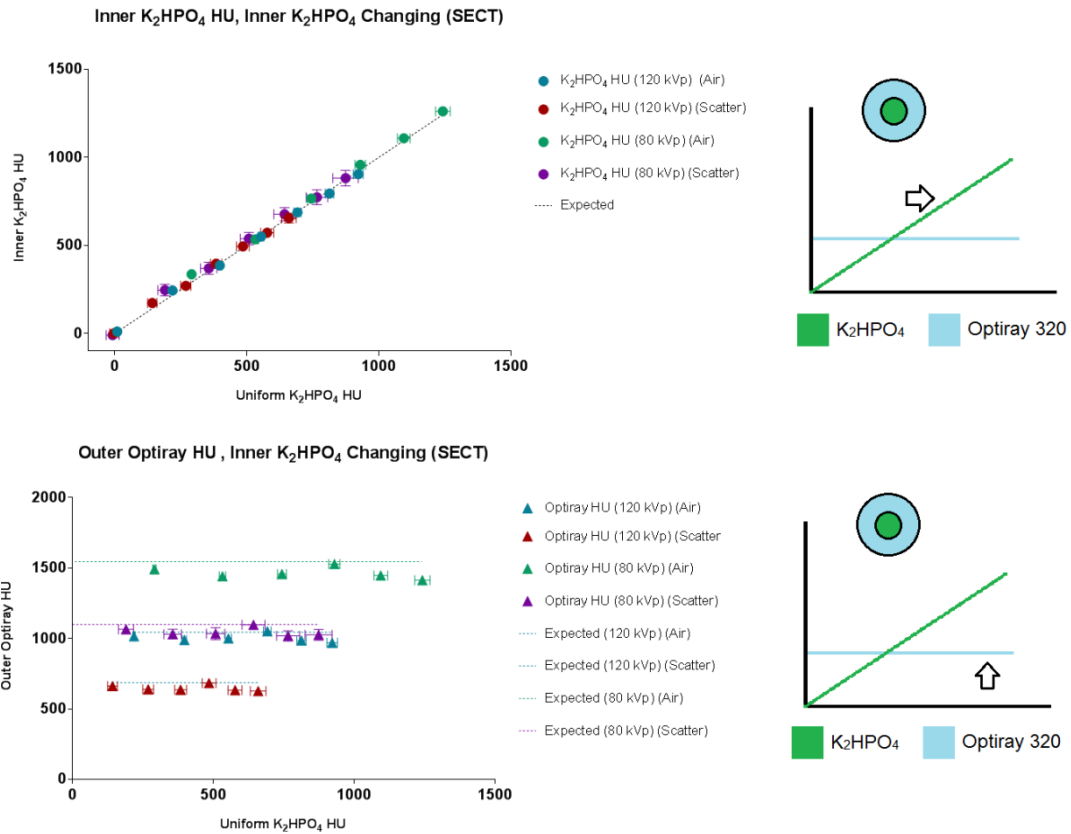 Inner K₂HPO₄ HU, Inner K₂HPO₄ Changing (SECT)
1500
1000
500
0
Inner K₂HPO₄ HU
0 500 1000 1500
Uniform K₂HPO₄ HU
K₂HPO₄ HU (120 kVp) (Air)
K₂HPO₄ HU (120 kVp) (Scatter)
K₂HPO₄ HU (80 kVp) (Air)
K₂HPO₄ HU (80 kVp) (Scatter)
Expected
K₂HPO₄ Optiray 320
Outer Optiray HU , Inner K₂HPO₄ Changing (SECT)
2000
1500
1000
500
0
Outer Optiray HU
0 500 1000 1500
Uniform K₂HPO₄ HU
Optiray HU (120 kVp) (Air)
Optiray HU (120 kVp) (Scatter
Optiray HU (80 kVp) (Air)
Optiray HU (80 kVp) (Scatter)
Expected (120 kVp) (Air)
Expected (120 kVp) (Scatter)
Expected (80 kVp) (Air)
Expected (80 kVp) (Scatter)
K₂HPO₄ Optiray 320